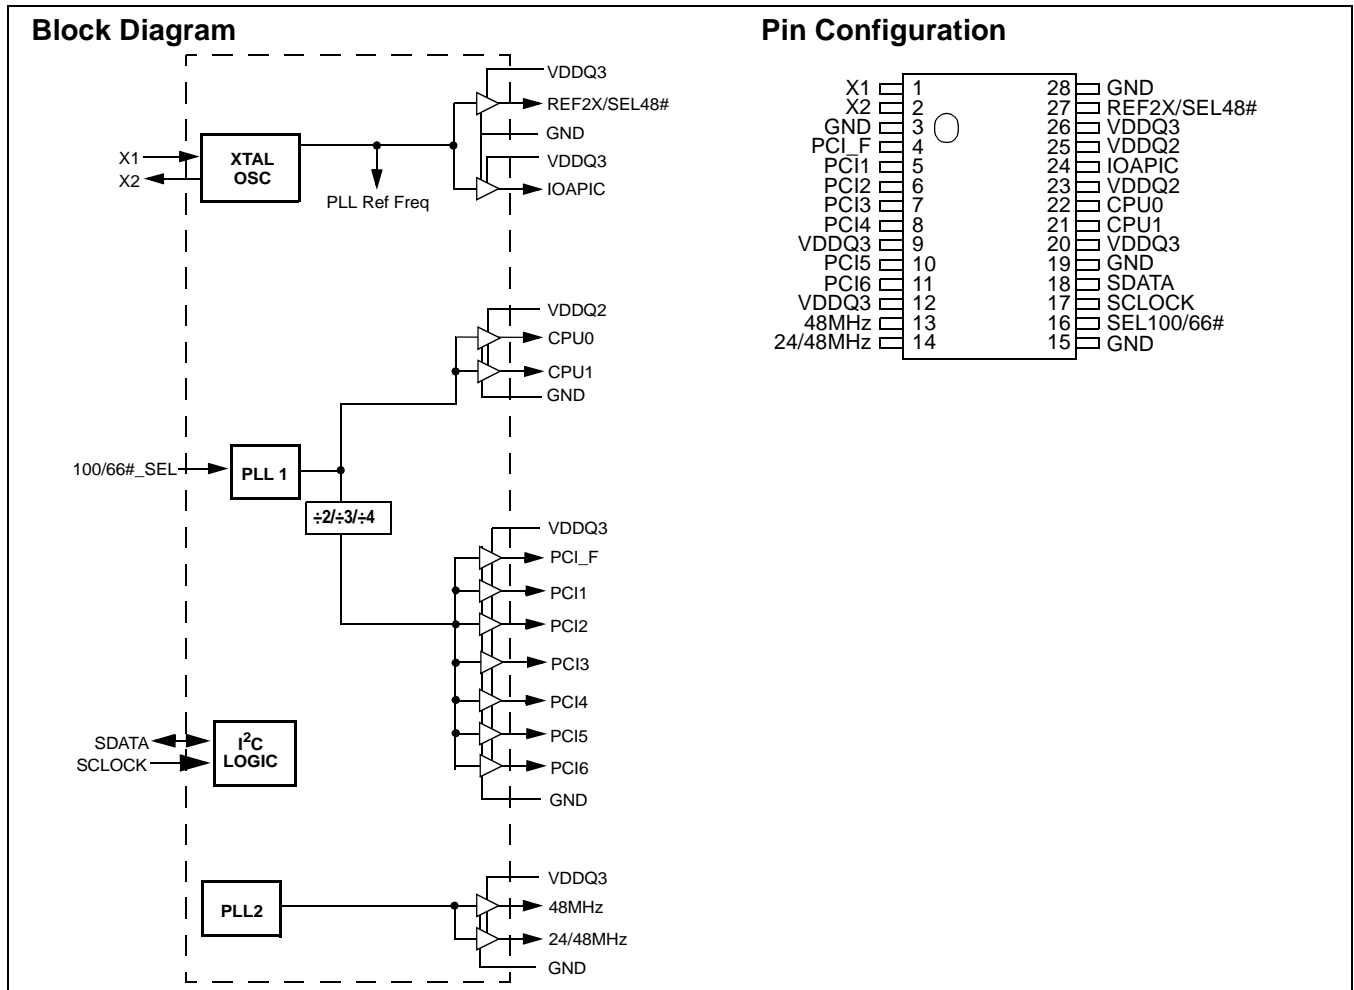 Block Diagram
VDDQ3
REF2X/SEL48#
GND
X1
X2
XTAL
OSC
VDDQ3
IOAPIC
PLL Ref Freq
VDDQ2
CPU0
CPU1
GND
100/66#_SEL
PLL 1
÷2/÷3/÷4
VDDQ3
PCI_F
PCI1
PCI2
PCI3
PCI4
PCI5
PCI6
GND
SDATA
SCLOCK
I2C
LOGIC
VDDQ3
PLL2
48MHz
24/48MHz
GND
Pin Configuration
X1 1 28 GND
X2 2 27 REF2X/SEL48#
GND 3 26 VDDQ3
PCI_F 4 25 VDDQ2
PCI1 5 24 IOAPIC
PCI2 6 23 VDDQ2
PCI3 7 22 CPU0
PCI4 8 21 CPU1
VDDQ3 9 20 VDDQ3
PCI5 10 19 GND
PCI6 11 18 SDATA
VDDQ3 12 17 SCLOCK
48MHz 13 16 SEL100/66#
24/48MHz 14 15 GND